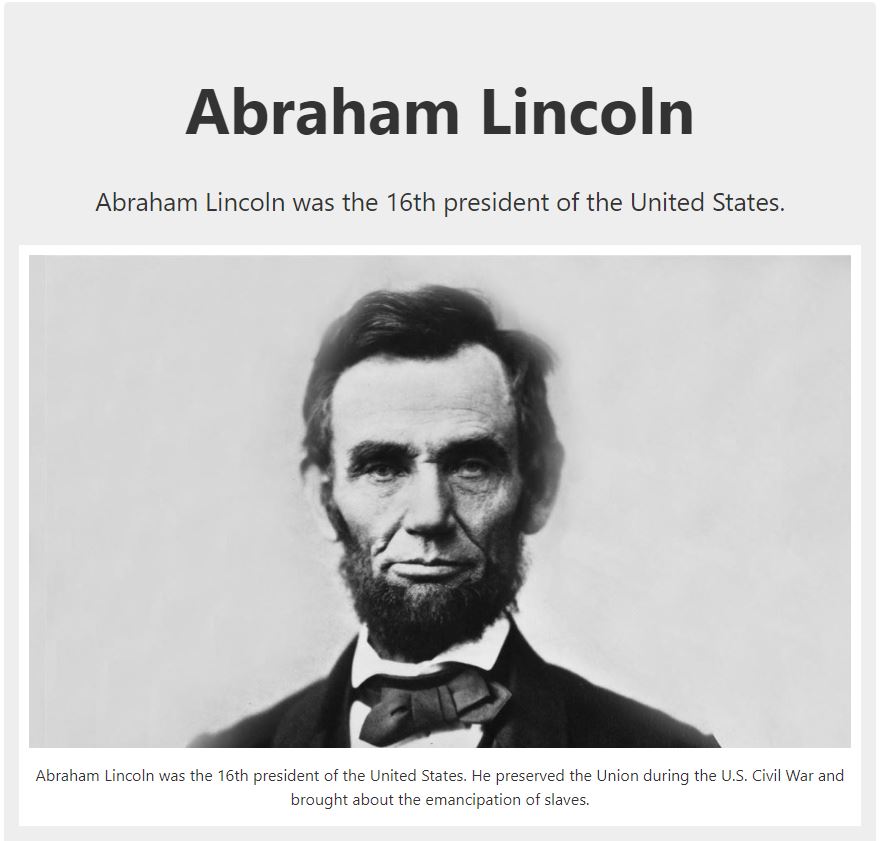 Abraham Lincoln
Abraham Lincoln was the 16th president of the United States.
Abraham Lincoln was the 16th president of the United States. He preserved the Union during the U.S. Civil War and
brought about the emancipation of slaves.